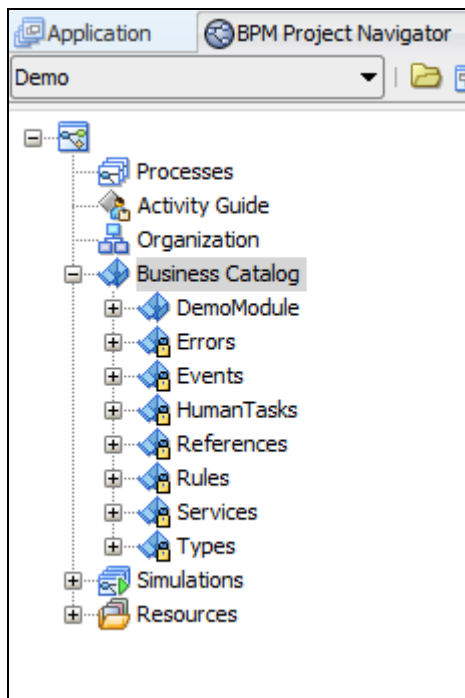 Application BPM Project Navigator
Demo
Processes
Activity Guide
Organization
Business Catalog
DemoModule
Errors
Events
HumanTasks
References
Rules
Services
Types
Simulations
Resources